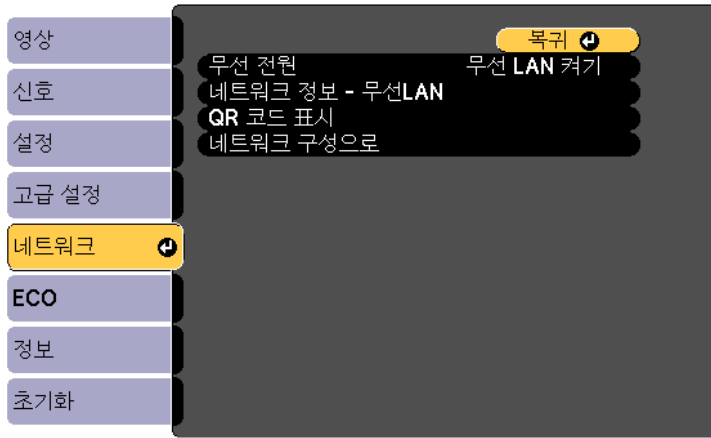 영상
신호
설정
고급 설정
네트워크
ECO
정보
초기화
복귀
무선 전원 무선 LAN 켜기
네트워크 정보 - 무선LAN
QR 코드 표시
네트워크 구성으로